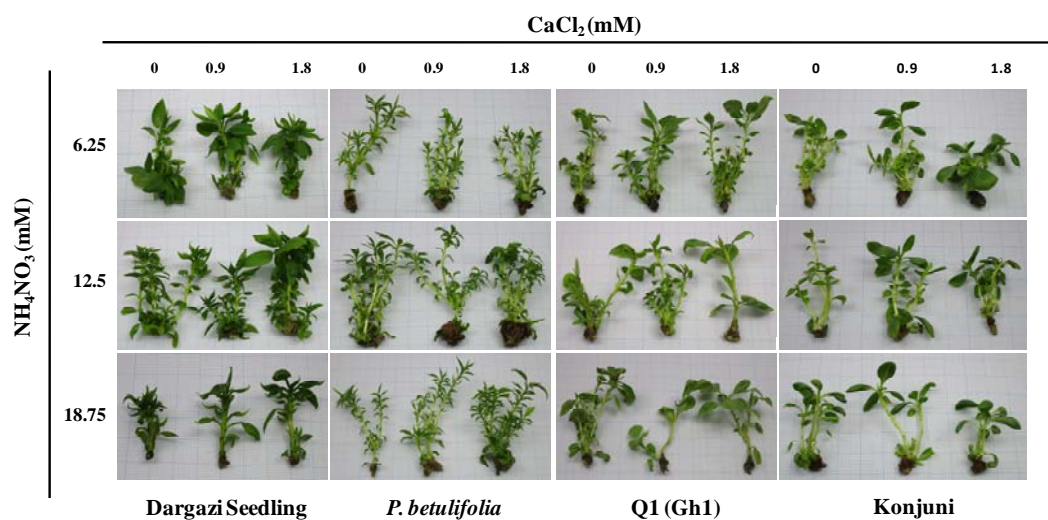 CaCl₂ (mM)
0 0.9 1.8 0 0.9 1.8 0 0.9 1.8 0 0.9 1.8
NH₄NO₃ (mM)
6.25
12.5
18.75
Dargazi Seedling P. betulifolia Q1 (Gh1) Konjuni